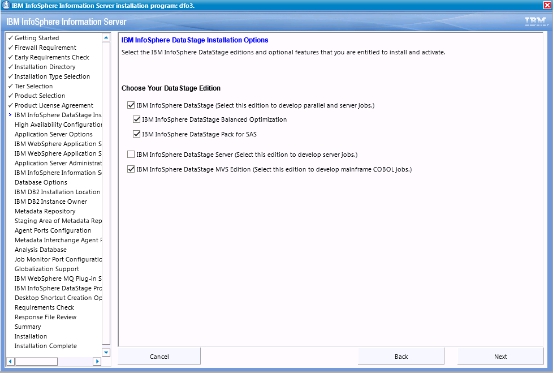 IBM InfoSphere Information Server installation program: dfo3.
IBM InfoSphere Information Server
IBM
Getting Started
Firewall Requirement
Early Requirements Check
Installation Directory
Installation Type Selection
Tier Selection
Product Selection
Product License Agreement
IBM InfoSphere DataStage Ins
High Availability Configuration
Application Server Options
IBM WebSphere Application S
IBM WebSphere Application S
Application Server Administrat
IBM InfoSphere Information S
Database Options
IBM DB2 Installation Location
IBM DB2 Instance Owner
Metadata Repository
Staging Area of Metadata Rep
Agent Ports Configuration
Metadata Interchange Agent F
Analysis Database
Job Monitor Port Configuratio
Globalization Support
IBM WebSphere MQ Plug-in S
IBM InfoSphere DataStage Pro
Desktop Shortcut Creation Op
Requirements Check
Response File Review
Summary
Installation
Installation Complete
IBM InfoSphere DataStage Installation Options
Select the IBM InfoSphere DataStage editions and optional features that you are entitled to install and activate.
Choose Your DataStage Edition
IBM InfoSphere DataStage (Select this edition to develop parallel and server jobs.)
IBM InfoSphere DataStage Balanced Optimization
IBM InfoSphere DataStage Pack for SAS
IBM InfoSphere DataStage Server (Select this edition to develop server jobs.)
IBM InfoSphere DataStage MVS Edition (Select this edition to develop mainframe COBOL jobs.)
Cancel
Back
Next